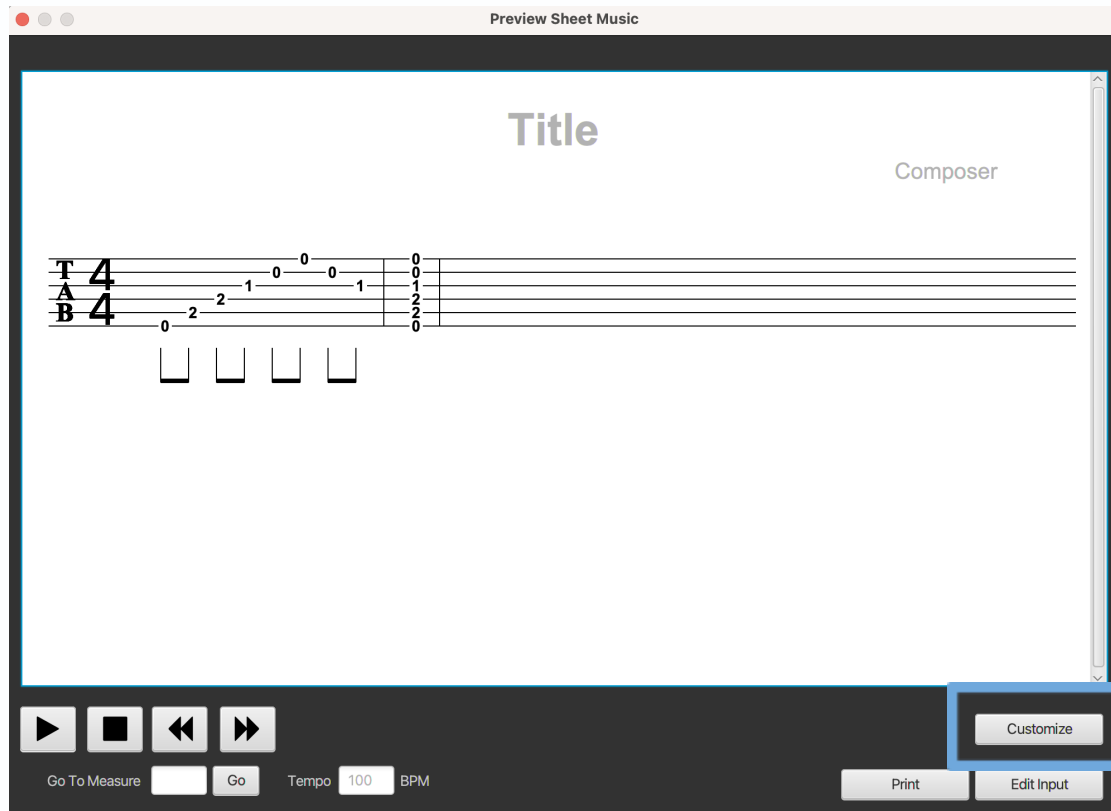 Preview Sheet Music
Title
Composer
T
A
B
4
4
0
2
2
1
0
0
0
1
0
0
1
2
2
0
Customize
Go To Measure
Go
Tempo
100
BPM
Print
Edit Input